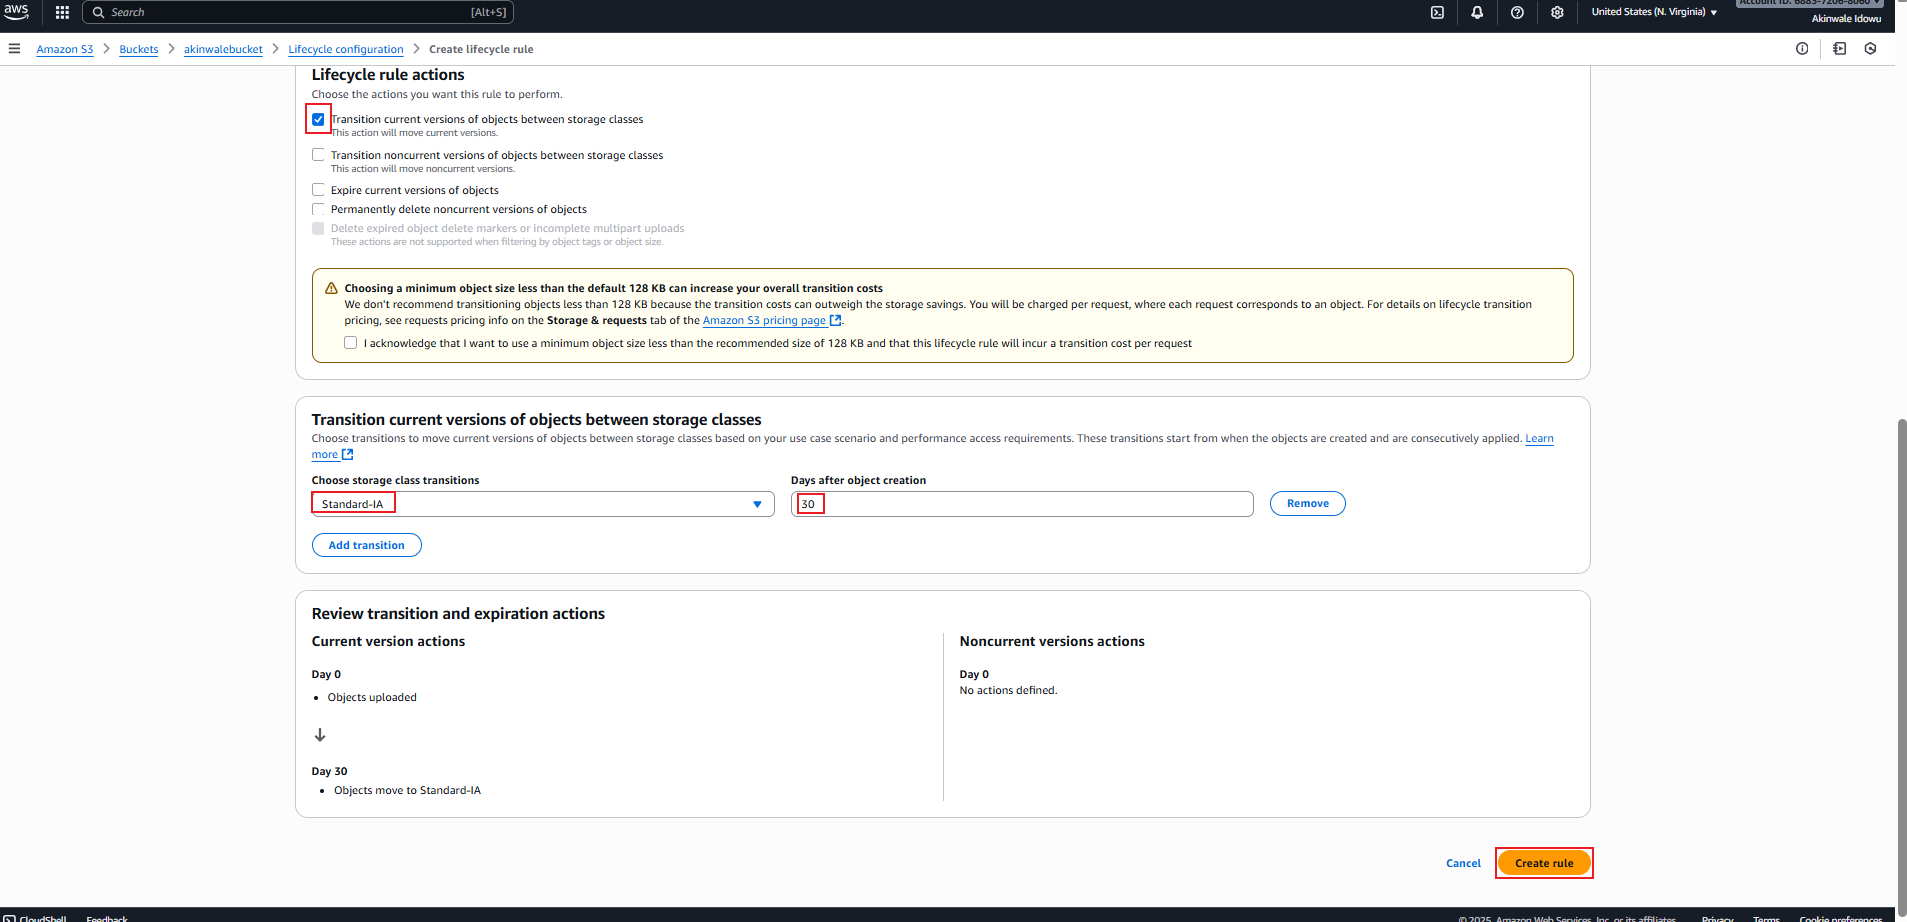 aws
Search [Alt+S]
United States (N. Virginia)
Account ID: 6883-7206-8060
Akinwale Idowu
Amazon S3 > Buckets > akinwalebucket > Lifecycle configuration > Create lifecycle rule
Lifecycle rule actions
Choose the actions you want this rule to perform.
Transition current versions of objects between storage classes
This action will move current versions.
Transition noncurrent versions of objects between storage classes
This action will move noncurrent versions.
Expire current versions of objects
Permanently delete noncurrent versions of objects
Delete expired object delete markers or incomplete multipart uploads
These actions are not supported when filtering by object tags or object size.
Choosing a minimum object size less than the default 128 KB can increase your overall transition costs
We don't recommend transitioning objects less than 128 KB because the transition costs can outweigh the storage savings. You will be charged per request, where each request corresponds to an object. For details on lifecycle transition
pricing, see requests pricing info on the Storage & requests tab of the Amazon S3 pricing page.
I acknowledge that I want to use a minimum object size less than the recommended size of 128 KB and that this lifecycle rule will incur a transition cost per request
Transition current versions of objects between storage classes
Choose transitions to move current versions of objects between storage classes based on your use case scenario and performance access requirements. These transitions start from when the objects are created and are consecutively applied. Learn
more
Choose storage class transitions
Days after object creation
Standard-IA
30
Remove
Add transition
Review transition and expiration actions
Current version actions
Day 0
• Objects uploaded
Day 30
• Objects move to Standard-IA
Noncurrent versions actions
Day 0
No actions defined.
Cancel
Create rule
CloudShell Feedback
© 2025, Amazon Web Services, Inc. or its affiliates. Privacy Terms Cookie preferences